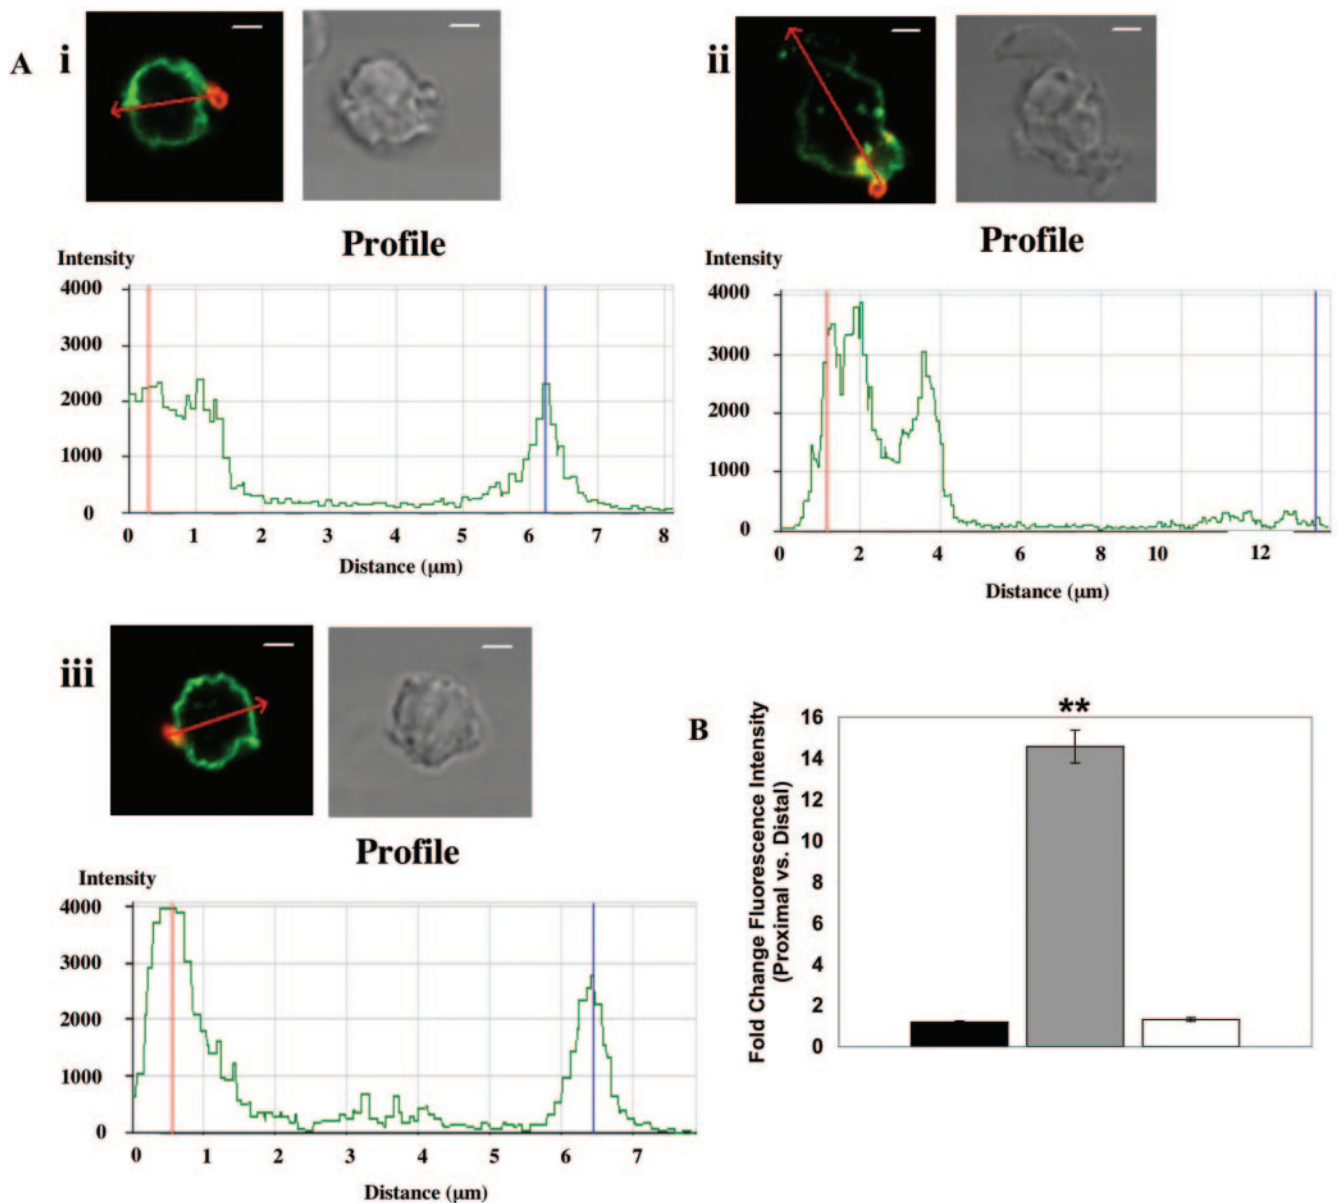 A
i
ii
Profile
Intensity
4000
3000
2000
1000
0
0 1 2 3 4 5 6 7 8
Distance (μm)
Profile
Intensity
4000
3000
2000
1000
0
0 2 4 6 8 10 12
Distance (μm)
iii
Profile
Intensity
4000
3000
2000
1000
0
0 1 2 3 4 5 6 7
Distance (μm)
B
Fold Change Fluorescence Intensity
(Proximal vs. Distal)
16
14
12
10
8
6
4
2
0
**